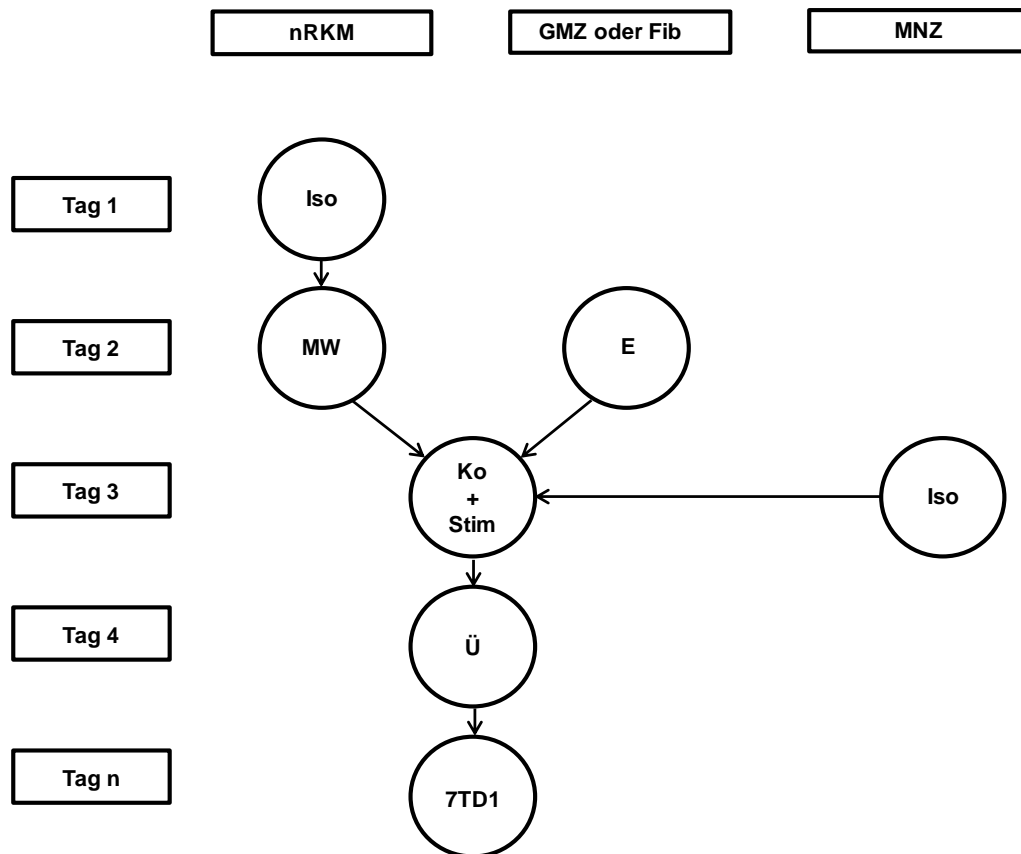 nRKM
GMZ oder Fib
MNZ
Tag 1
Iso
Tag 2
MW
E
Tag 3
Ko
+
Stim
Iso
Tag 4
Ü
Tag n
7TD1